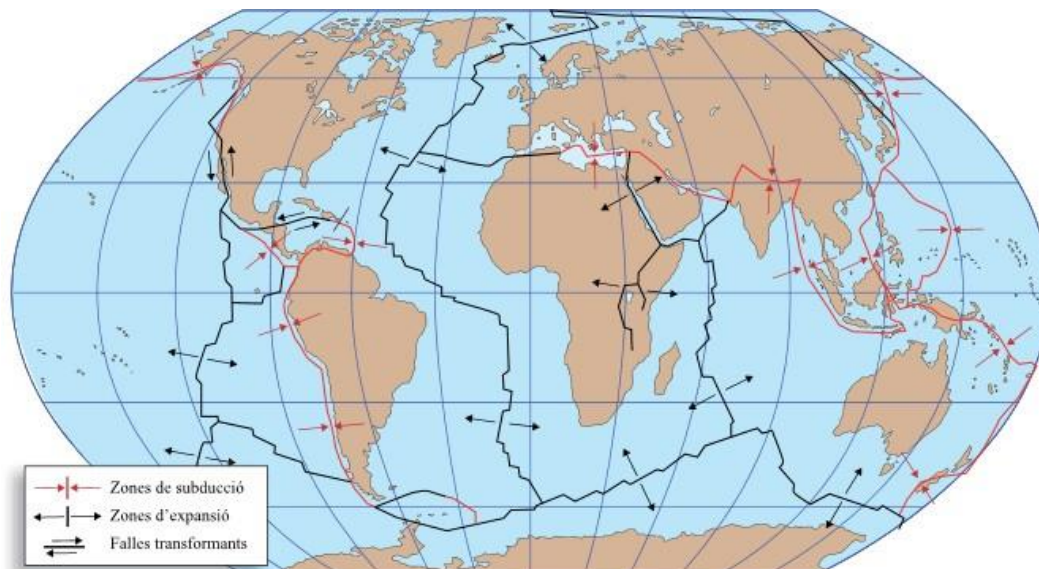 Zones de subducció
Zones d'expansió
Falles transformants